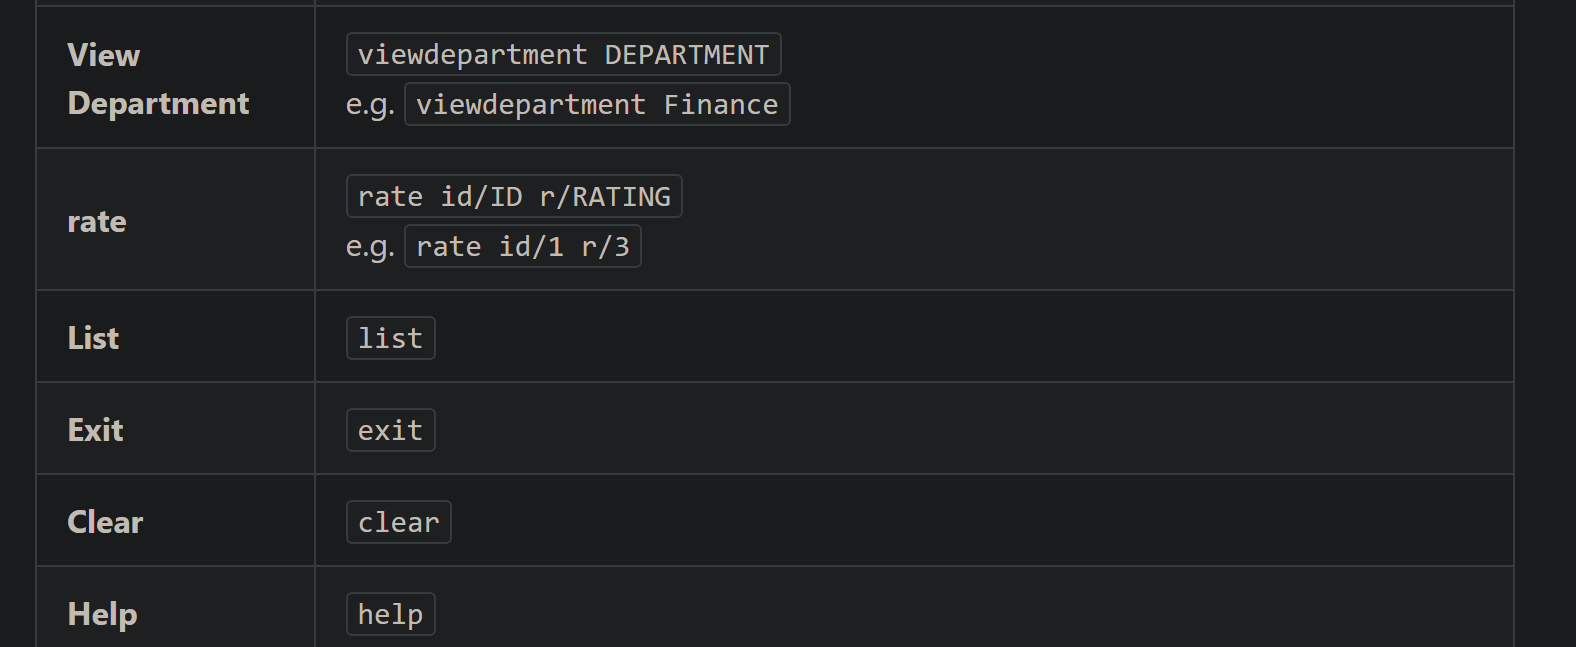 View
Department
viewdepartment DEPARTMENT
e.g. viewdepartment Finance
rate
rate id/ID r/RATING
e.g. rate id/1 r/3
List
list
Exit
exit
Clear
clear
Help
help